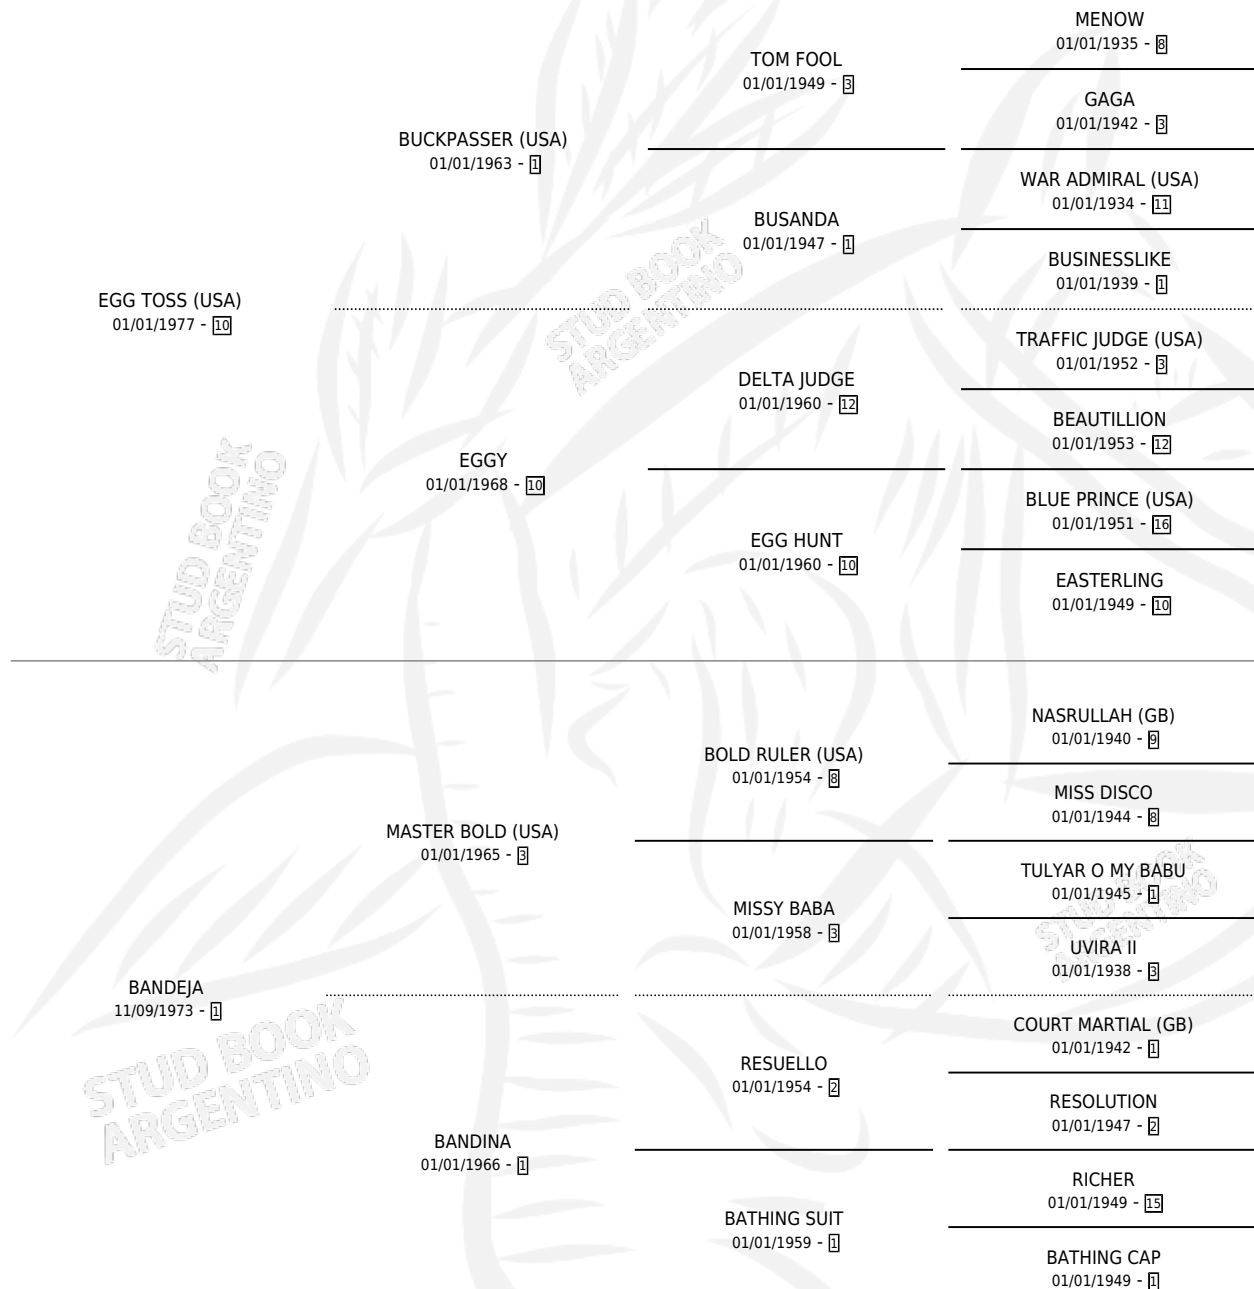 MENOW
01/01/1935 - 8
TOM FOOL
01/01/1949 - 3
GAGA
01/01/1942 - 3
BUCKPASSER (USA)
01/01/1963 - 1
WAR ADMIRAL (USA)
01/01/1934 - 11
BUSANDA
01/01/1947 - 1
BUSINESSLIKE
01/01/1939 - 1
EGG TOSS (USA)
01/01/1977 - 10
TRAFFIC JUDGE (USA)
01/01/1952 - 3
DELTA JUDGE
01/01/1960 - 12
BEAUTILLION
01/01/1953 - 12
EGGY
01/01/1968 - 10
BLUE PRINCE (USA)
01/01/1951 - 16
EGG HUNT
01/01/1960 - 10
EASTERLING
01/01/1949 - 10
NASRULLAH (GB)
01/01/1940 - 9
BOLD RULER (USA)
01/01/1954 - 8
MISS DISCO
01/01/1944 - 8
MASTER BOLD (USA)
01/01/1965 - 3
TULYAR O MY BABU
01/01/1945 - 1
MISSY BABA
01/01/1958 - 3
UVIRA II
01/01/1938 - 3
BANDEJA
11/09/1973 - 1
COURT MARTIAL (GB)
01/01/1942 - 1
RESUELLO
01/01/1954 - 2
RESOLUTION
01/01/1947 - 2
BANDINA
01/01/1966 - 1
RICHER
01/01/1949 - 15
BATHING SUIT
01/01/1959 - 1
BATHING CAP
01/01/1949 - 1
STUD BOOK
ARGENTINO
STUD BOOK
ARGENTINO
STUD BOOK
ARGENTINO
STUD BOOK
ARGENTINO